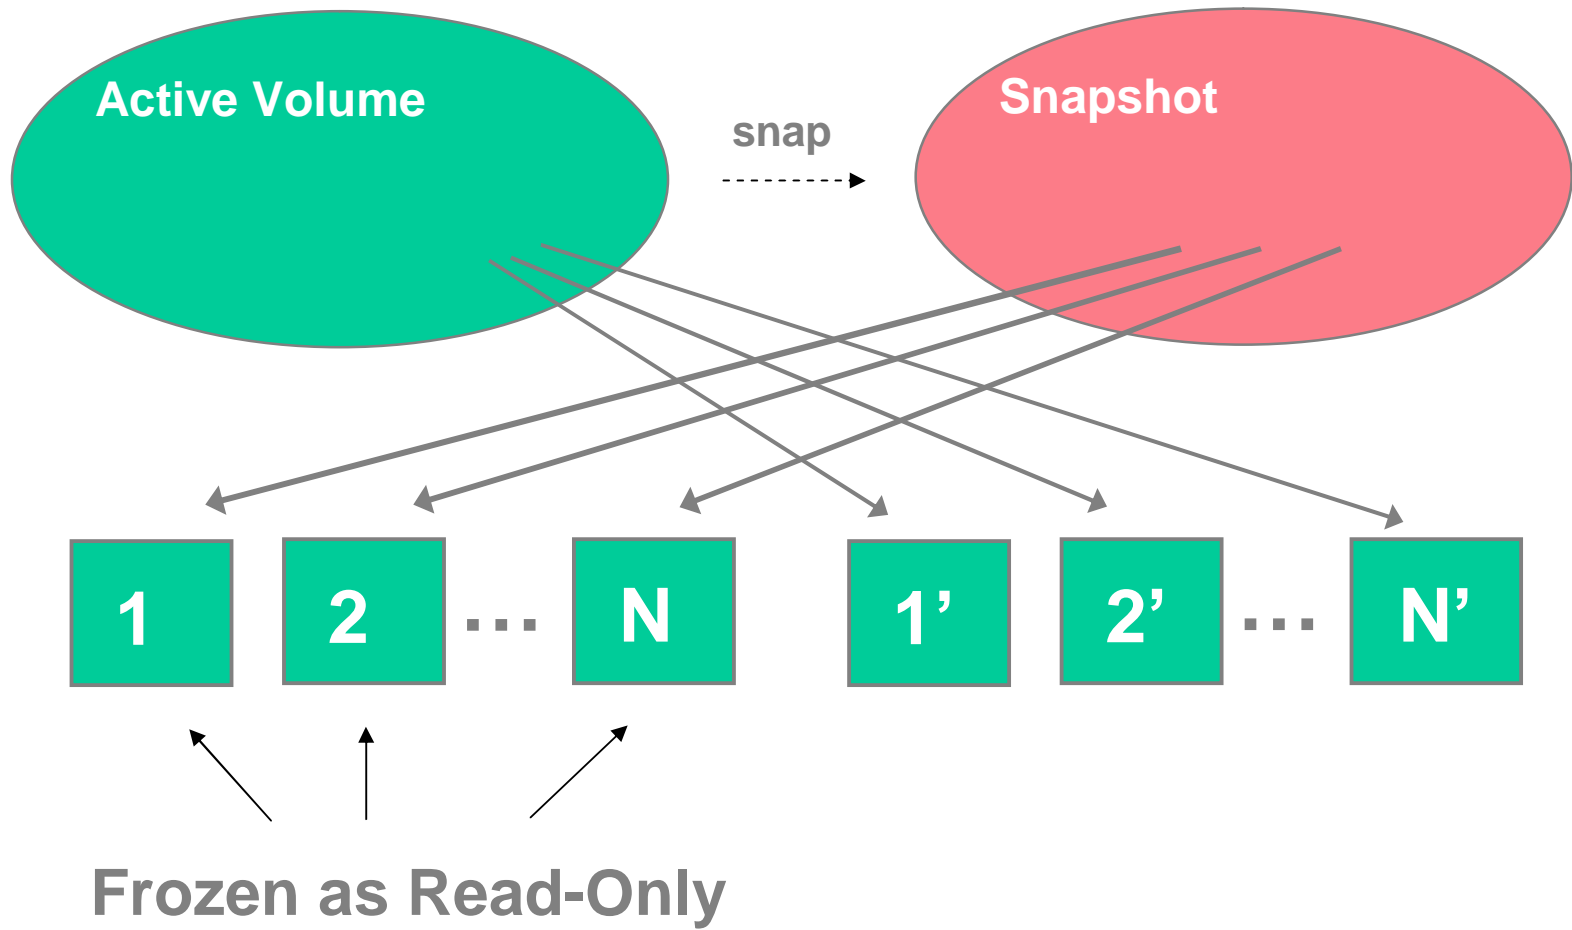 Active Volume
snap
Snapshot
1 2 ... N 1’ 2’ ... N’
Frozen as Read-Only